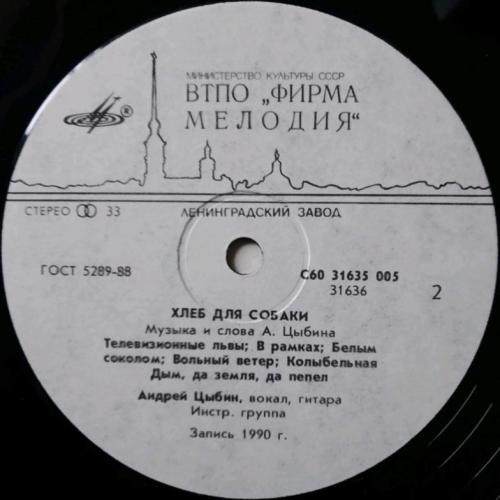 МИНИСТЕРСТВО КУЛЬТУРЫ СССР
ВТПО „ФИРМА
МЕЛОДИЯ“
®
СТЕРЕО 33
ЛЕНИНГРАДСКИЙ ЗАВОД
ГОСТ 5289-88
С60 31635 005
31636
2
ХЛЕБ ДЛЯ СОБАКИ
Музыка и слова А. Цыбина
Телевизионные львы; В рамках; Белым
соколом; Вольный ветер; Колыбельная
Дым, да земля, да пепел
Андрей Цыбин, вокал, гитара
Инстр. группа
Запись 1990 г.